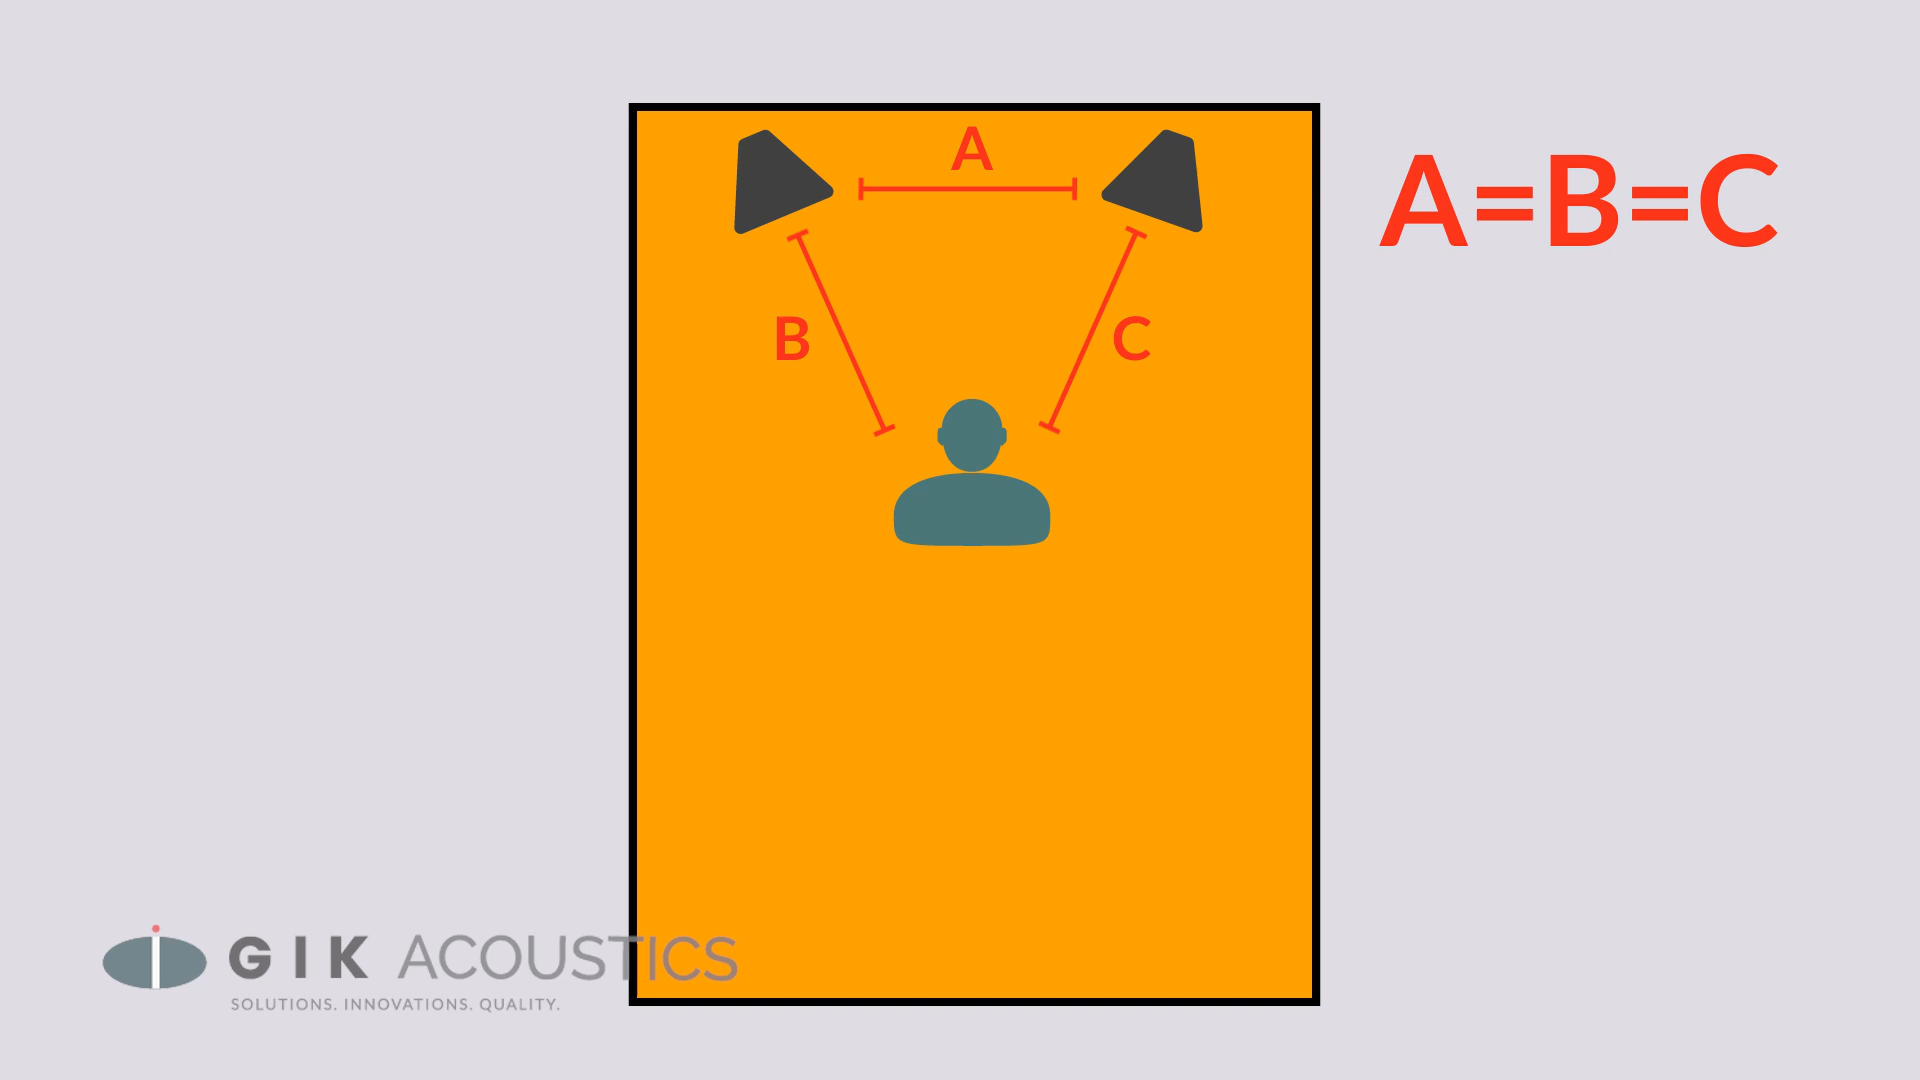 A
A=B=C
B
C
GIK ACOUSTICS
SOLUTIONS. INNOVATIONS. QUALITY.